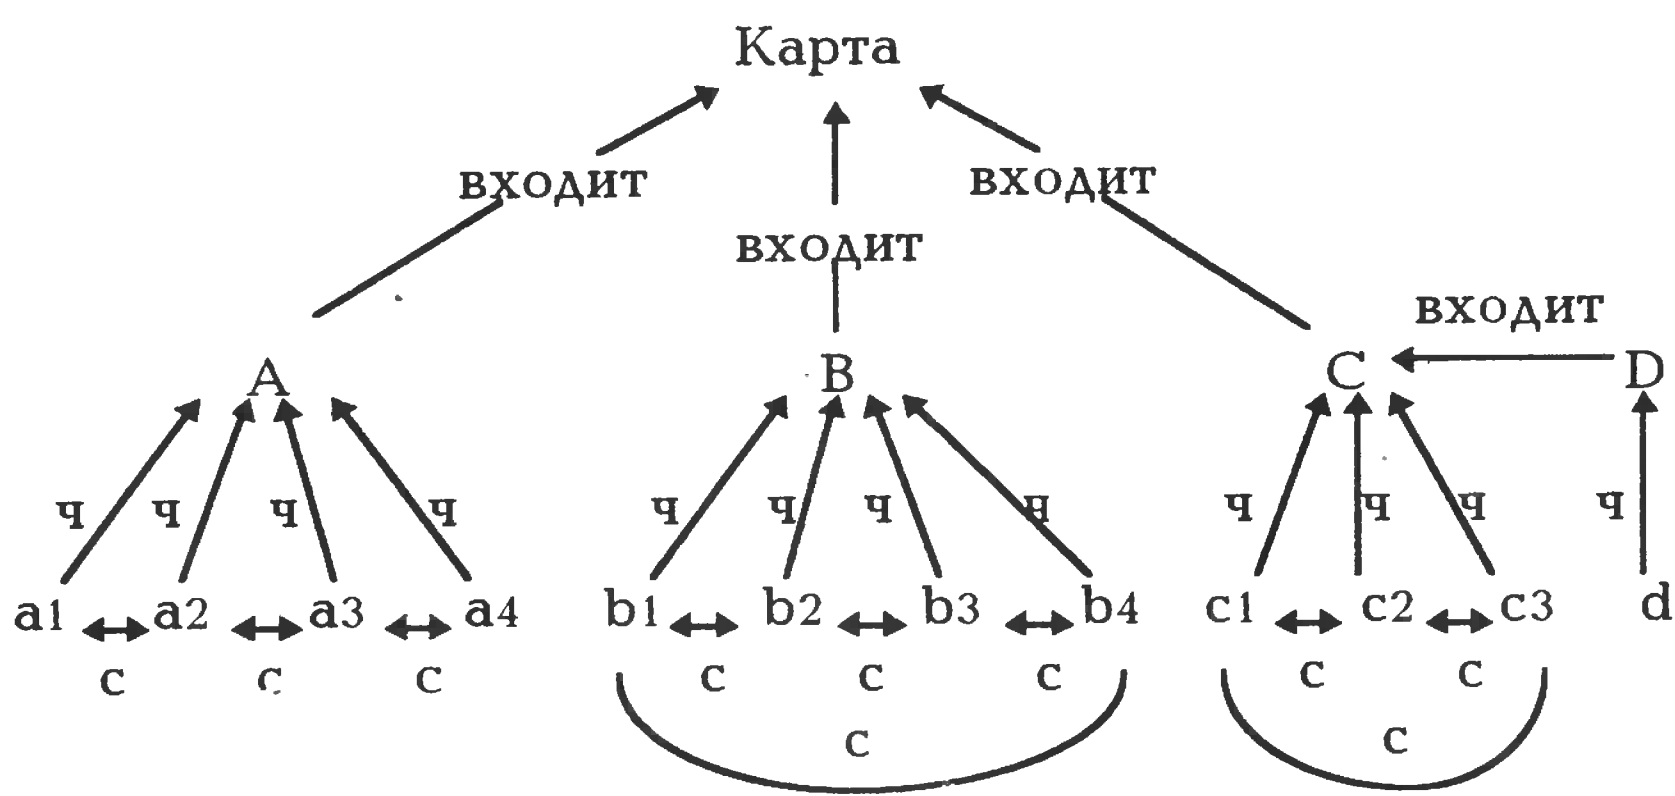 Карта
входит входит
входит
входит
A B C D
ч ч ч ч ч ч ч ч ч ч ч ч
a1 a2 a3 a4 b1 b2 b3 b4 c1 c2 c3 d
с с с с с с с с
с с